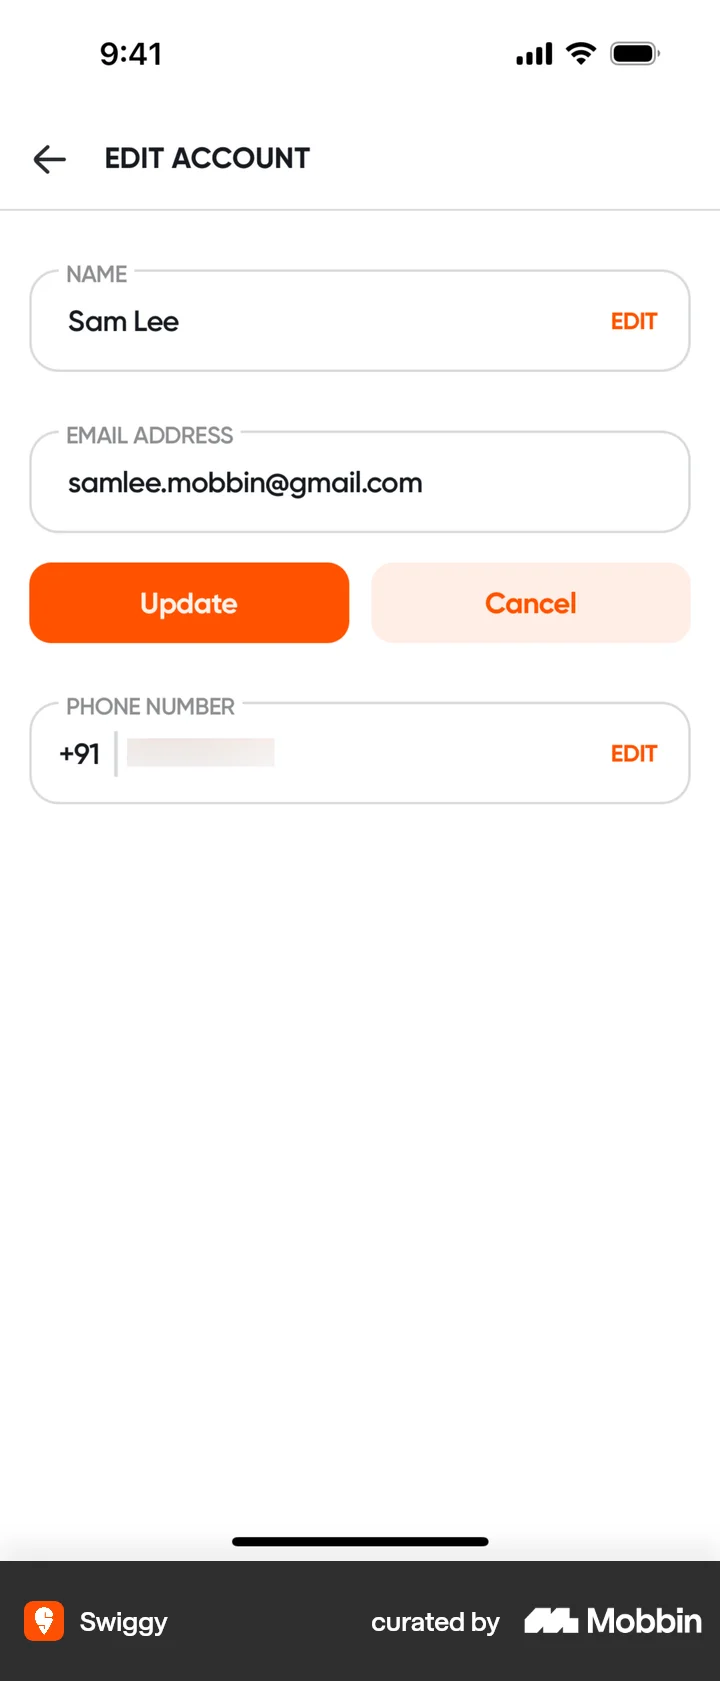 9:41
EDIT ACCOUNT
NAME
Sam Lee
EDIT
EMAIL ADDRESS
samlee.mobbin@gmail.com
Update
Cancel
PHONE NUMBER
+91
EDIT
Swiggy
curated by
Mobbin